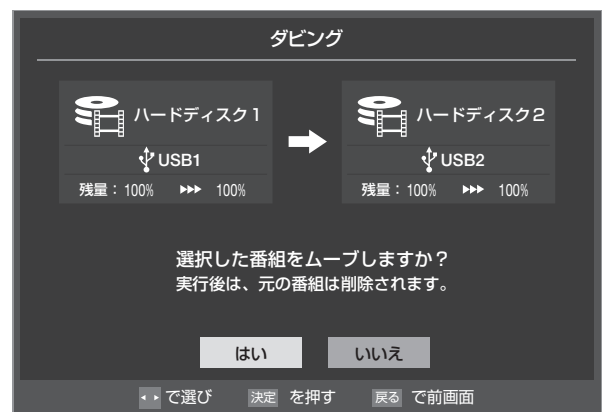 ダビング
ハードディスク1
USB1
残量：100% ▸▸▸ 100%
ハードディスク2
USB2
残量：100% ▸▸▸ 100%
選択した番組をムーブしますか？
実行後は、元の番組は削除されます。
はい いいえ
で選び 決定 を押す 戻る で前画面